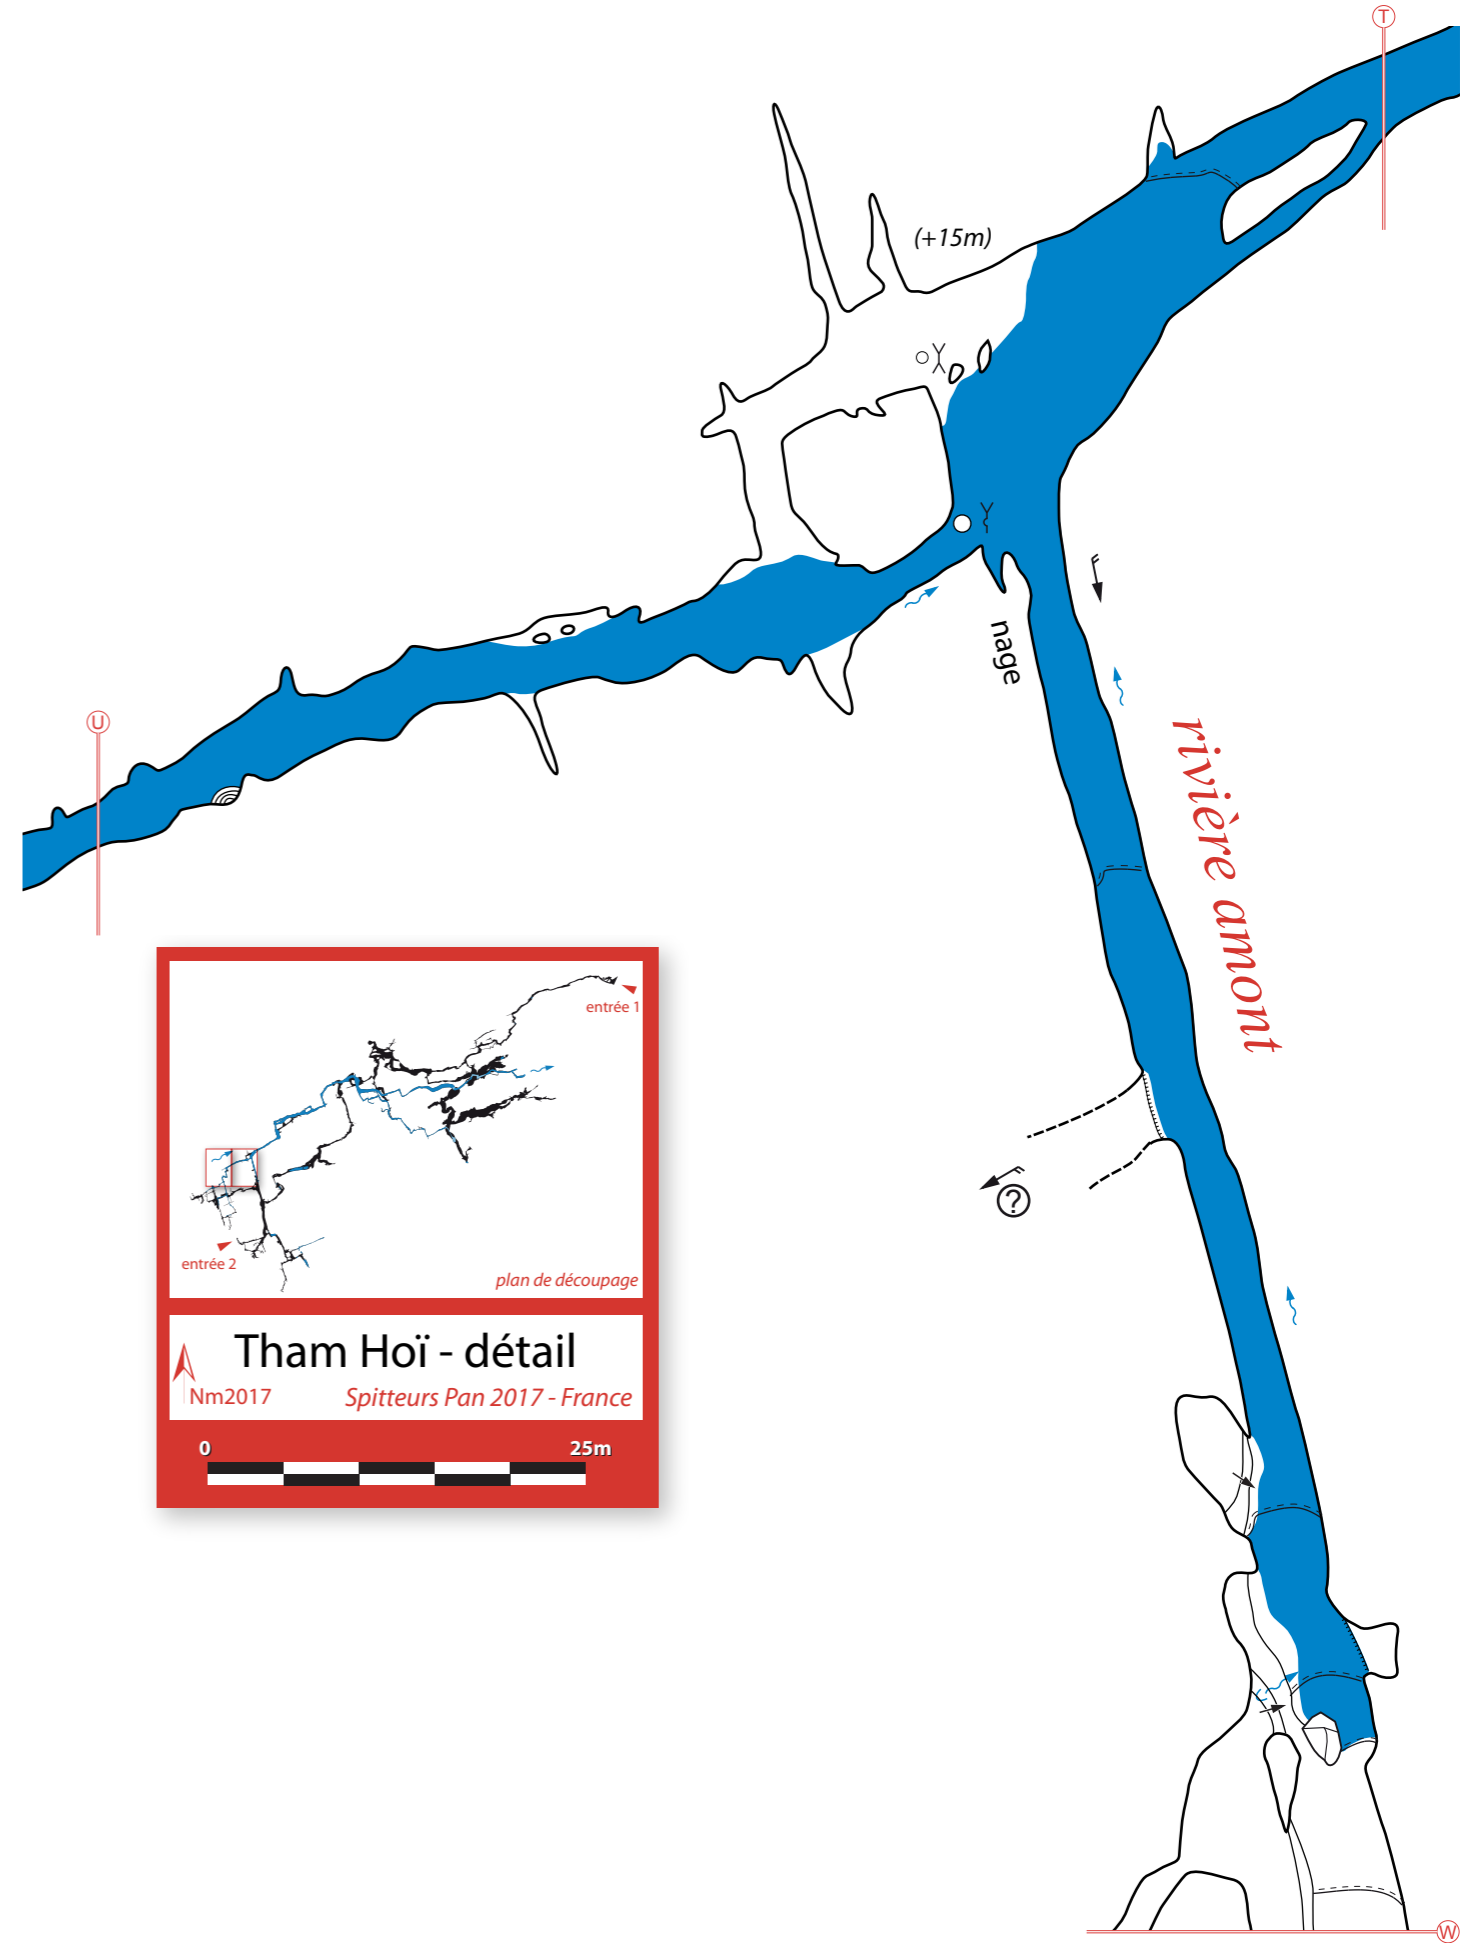 T
(+15m)
nage
U
rivière amont
entrée 1
?
entrée 2
plan de découpage
Tham Hoï - détail
Nm2017
Spitteurs Pan 2017 - France
0
25m
W